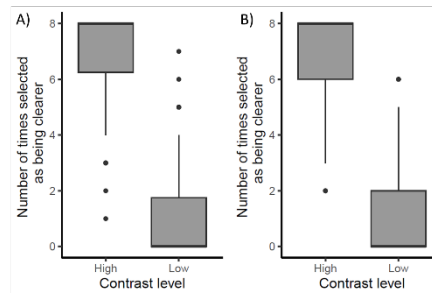 A)
Number of times selected
as being clearer
8
6
4
2
0
High Low
Contrast level
B)
Number of times selected
as being clearer
8
6
4
2
0
High Low
Contrast level